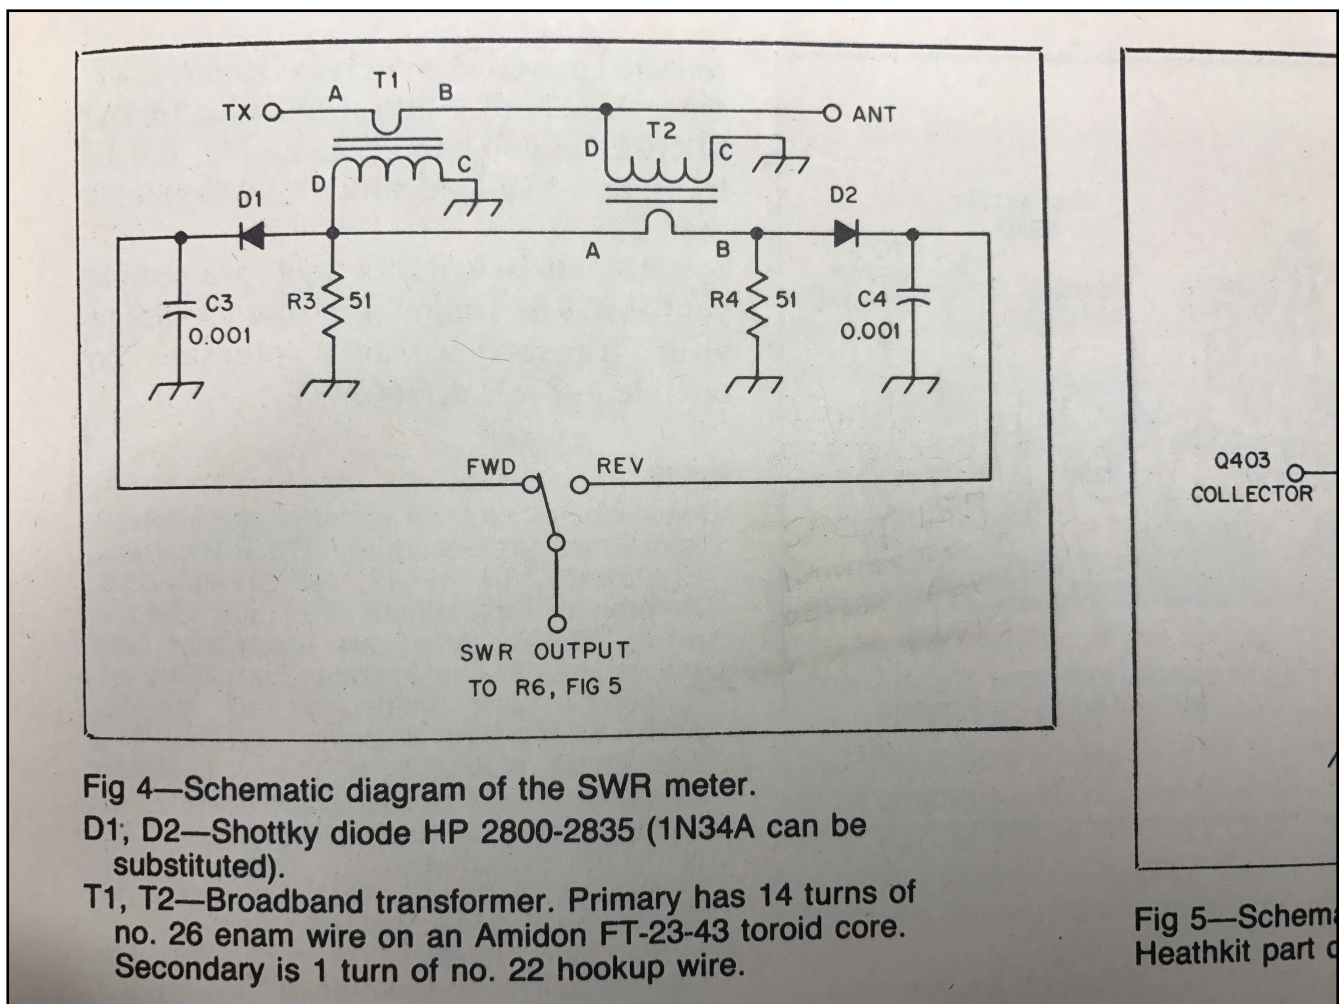 T1
A
B
TX
ANT
T2
D
C
C
D
D1
D2
A
B
C3
0.001
R3
51
R4
51
C4
0.001
FWD
REV
Q403
COLLECTOR
SWR OUTPUT
TO R6, FIG 5
Fig 4—Schematic diagram of the SWR meter.
D1, D2—Shottky diode HP 2800-2835 (1N34A can be
substituted).
T1, T2—Broadband transformer. Primary has 14 turns of
no. 26 enam wire on an Amidon FT-23-43 toroid core.
Secondary is 1 turn of no. 22 hookup wire.
Fig 5—Schem
Heathkit part